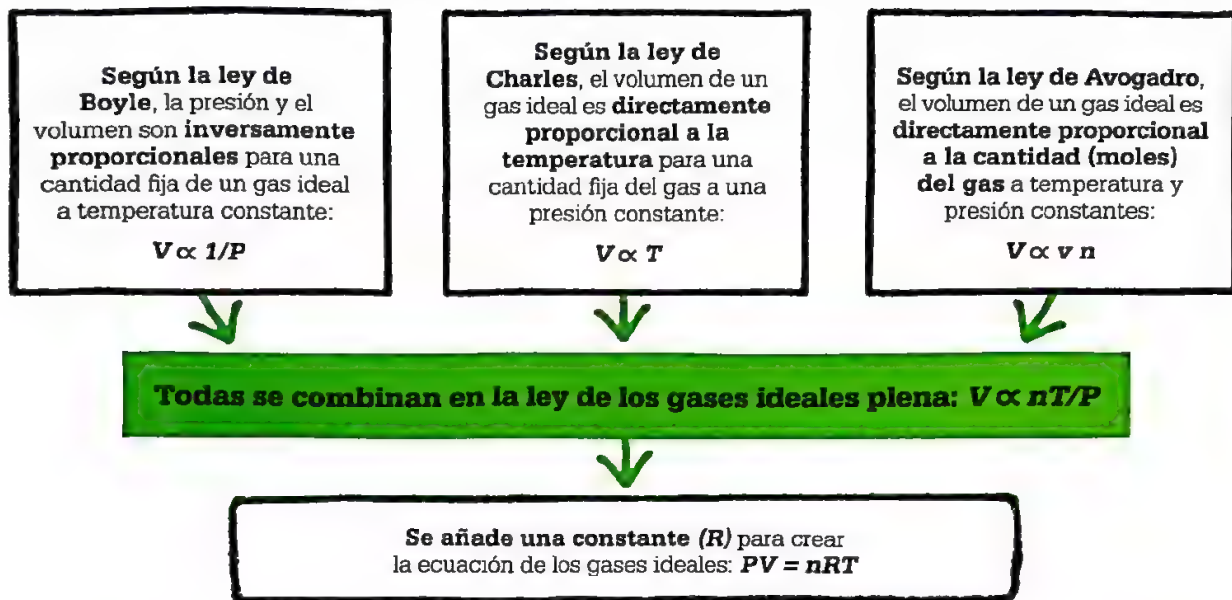 Según la ley de
Boyle, la presión y el
volumen son inversamente
proporcionales para una
cantidad fija de un gas ideal
a temperatura constante:
V ∝ 1/P
Según la ley de
Charles, el volumen de un
gas ideal es directamente
proporcional a la
temperatura para una
cantidad fija del gas a una
presión constante:
V ∝ T
Según la ley de Avogadro,
el volumen de un gas ideal es
directamente proporcional
a la cantidad (moles)
del gas a temperatura y
presión constantes:
V ∝ v n
Todas se combinan en la ley de los gases ideales plena: V ∝ nT/P
Se añade una constante (R) para crear
la ecuación de los gases ideales: PV = nRT